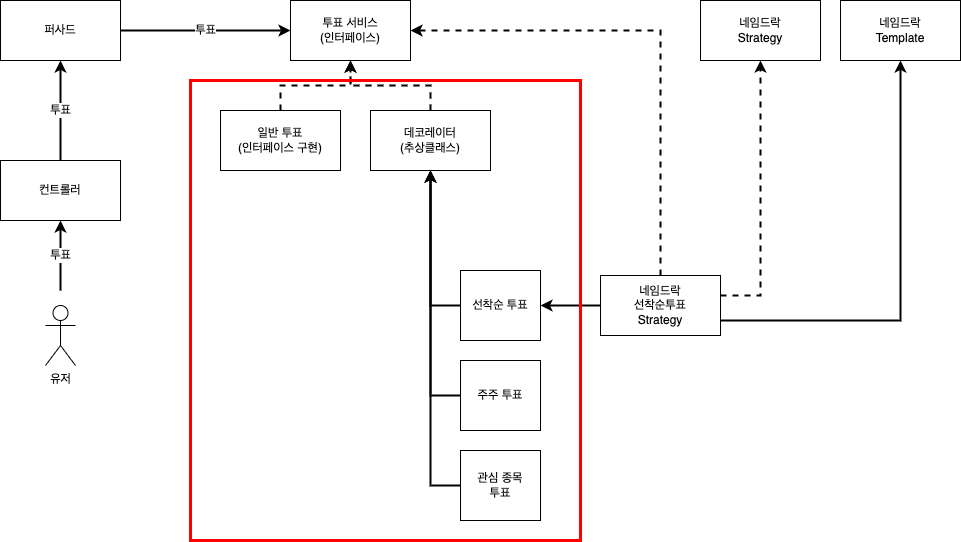 퍼사드
투표
투표 서비스
(인터페이스)
네임드락
Strategy
네임드락
Template
투표
일반 투표
(인터페이스 구현)
데코레이터
(추상클래스)
컨트롤러
투표
유저
선착순 투표
네임드락
선착순투표
Strategy
주주 투표
관심 종목
투표